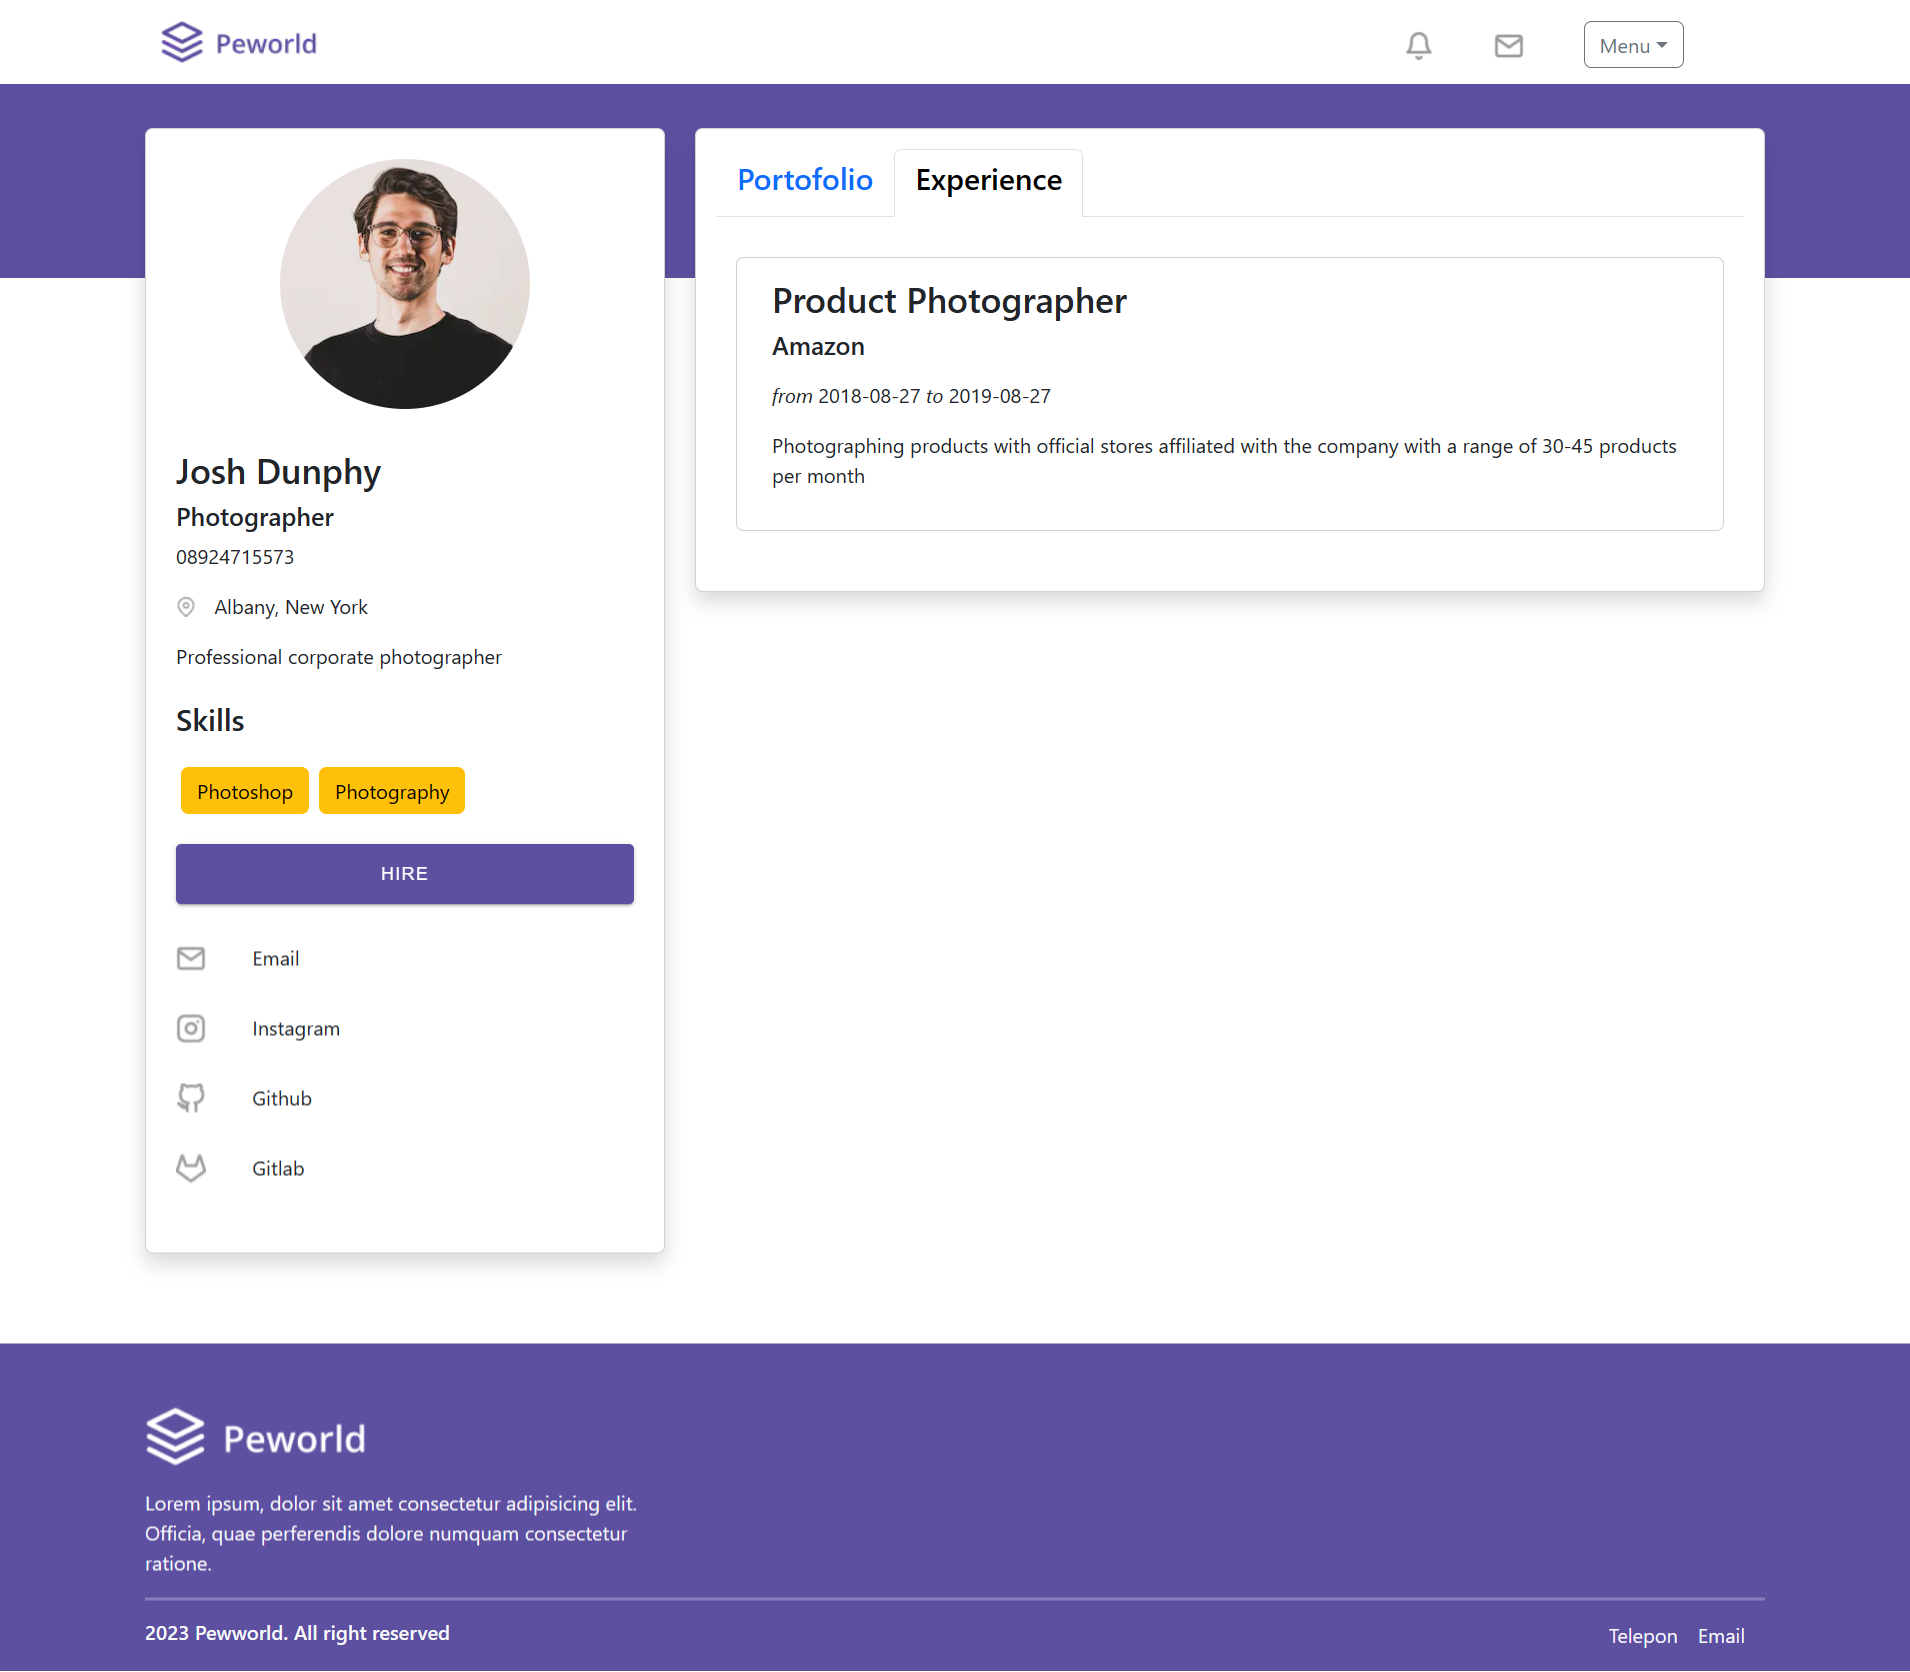 Peworld
Menu
Josh Dunphy
Photographer
08924715573
Albany, New York
Professional corporate photographer
Skills
Photoshop Photography
HIRE
Email
Instagram
Github
Gitlab
Portofolio Experience
Product Photographer
Amazon
from 2018-08-27 to 2019-08-27
Photographing products with official stores affiliated with the company with a range of 30-45 products
per month
Peworld
Lorem ipsum, dolor sit amet consectetur adipisicing elit.
Officia, quae perferendis dolore numquam consectetur
ratione.
2023 Pewworld. All right reserved
Telepon Email